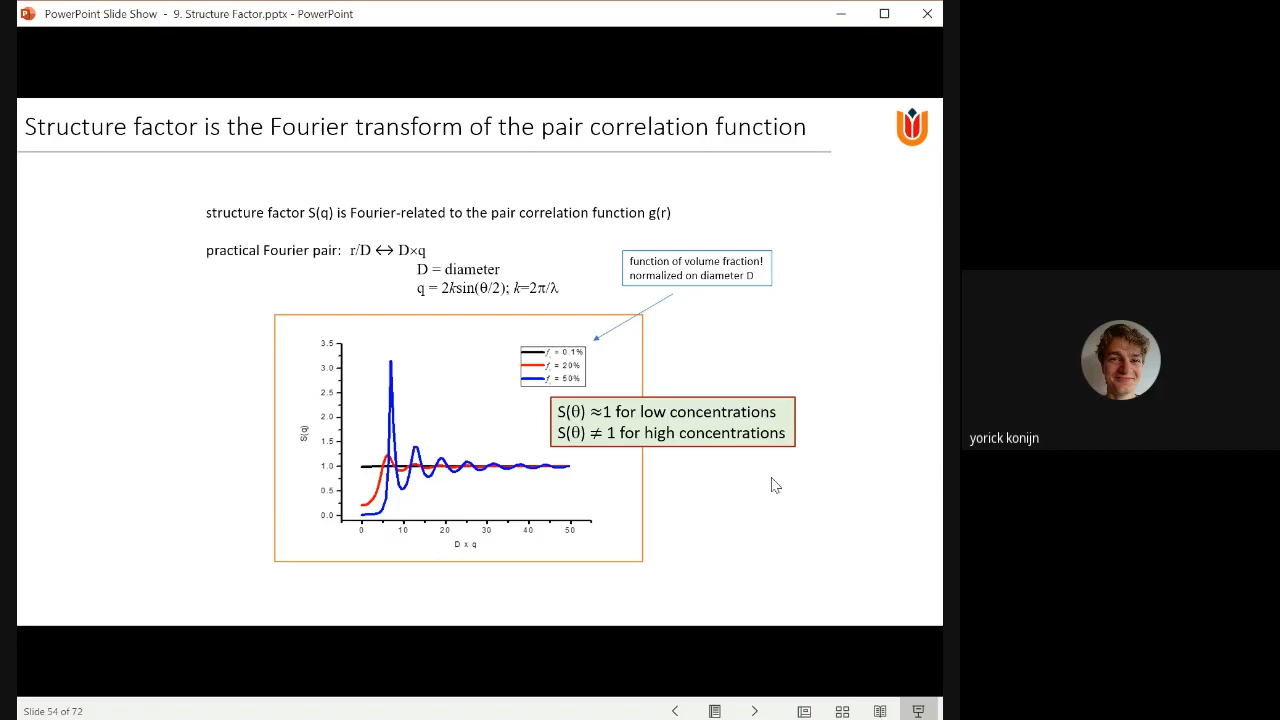 PowerPoint Slide Show - 9. Structure Factor.pptx - PowerPoint
Structure factor is the Fourier transform of the pair correlation function
structure factor S(q) is Fourier-related to the pair correlation function g(r)
practical Fourier pair: r/D ↔ D×q
D = diameter
q = 2ksin(θ/2); k=2π/λ
function of volume fraction!
normalized on diameter D
3.5
3.0
2.5
2.0
1.5
1.0
0.5
0.0
S(q)
f = 0.1%
f = 20%
f = 50%
S(θ) ≈1 for low concentrations
S(θ) ≠ 1 for high concentrations
0 10 20 30 40 50
D x q
yorick konijn
Slide 54 of 72